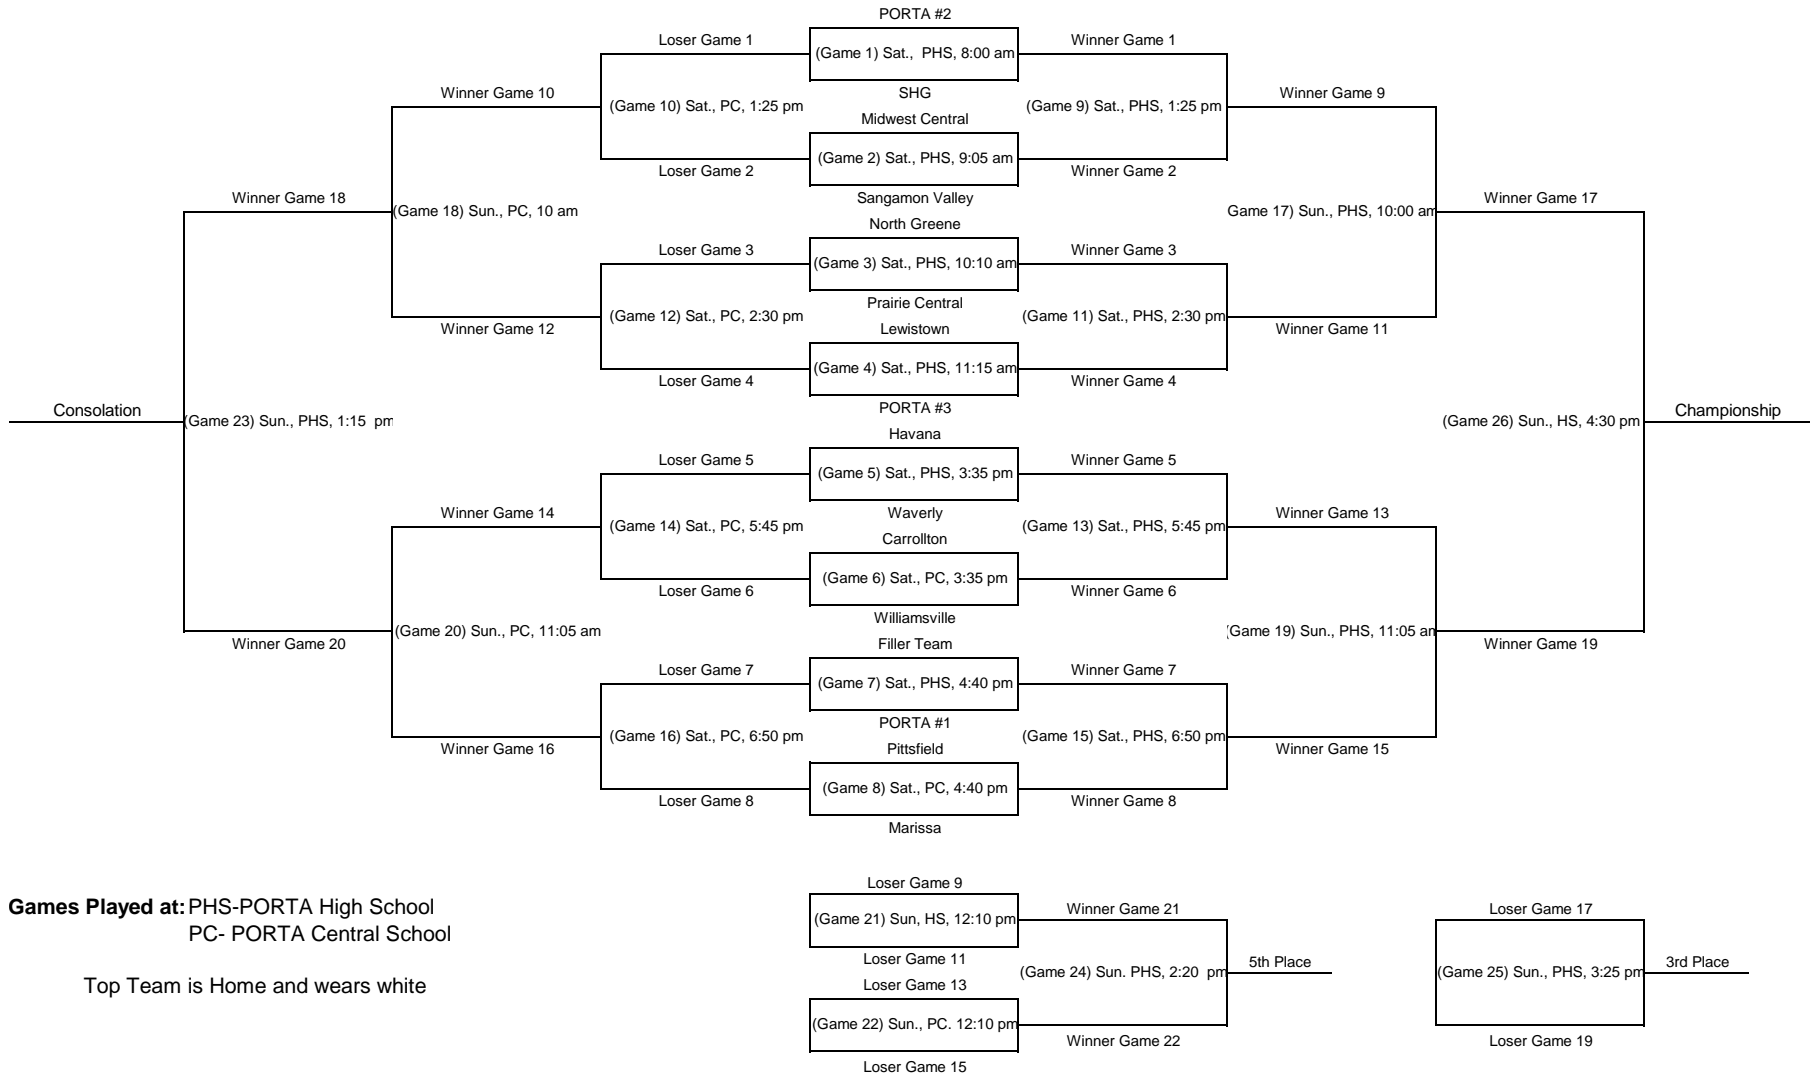 PORTA #2
Loser Game 1
Winner Game 1
(Game 1) Sat.,  PHS, 8:00 am
Winner Game 10
SHG
Winner Game 9
(Game 10) Sat., PC, 1:25 pm
(Game 9) Sat., PHS, 1:25 pm
Midwest Central
(Game 2) Sat., PHS, 9:05 am
Loser Game 2
Winner Game 2
Winner Game 18
Sangamon Valley
Winner Game 17
(Game 18) Sun., PC, 10 am
Game 17) Sun., PHS, 10:00 am
North Greene
Loser Game 3
Winner Game 3
(Game 3) Sat., PHS, 10:10 am
Prairie Central
(Game 12) Sat., PC, 2:30 pm
(Game 11) Sat., PHS, 2:30 pm
Winner Game 12
Lewistown
Winner Game 11
(Game 4) Sat., PHS, 11:15 am
Loser Game 4
Winner Game 4
Consolation
PORTA #3
Championship
(Game 23) Sun., PHS, 1:15  pm
(Game 26) Sun., HS, 4:30 pm
Havana
Loser Game 5
Winner Game 5
(Game 5) Sat., PHS, 3:35 pm
Winner Game 14
Waverly
Winner Game 13
(Game 14) Sat., PC, 5:45 pm
(Game 13) Sat., PHS, 5:45 pm
Carrollton
(Game 6) Sat., PC, 3:35 pm
Loser Game 6
Winner Game 6
Williamsville
(Game 20) Sun., PC, 11:05 am
(Game 19) Sun., PHS, 11:05 am
Winner Game 20
Filler Team
Winner Game 19
Loser Game 7
Winner Game 7
(Game 7) Sat., PHS, 4:40 pm
PORTA #1
(Game 16) Sat., PC, 6:50 pm
(Game 15) Sat., PHS, 6:50 pm
Winner Game 16
Pittsfield
Winner Game 15
(Game 8) Sat., PC, 4:40 pm
Loser Game 8
Winner Game 8
Marissa
Loser Game 9
Games Played at: PHS-PORTA High School
Winner Game 21
Loser Game 17
(Game 21) Sun, HS, 12:10 pm
PC- PORTA Central School
Loser Game 11
5th Place
3rd Place
(Game 24) Sun. PHS, 2:20  pm
(Game 25) Sun., PHS, 3:25 pm
Top Team is Home and wears white
Loser Game 13
(Game 22) Sun., PC. 12:10 pm
Winner Game 22
Loser Game 19
Loser Game 15